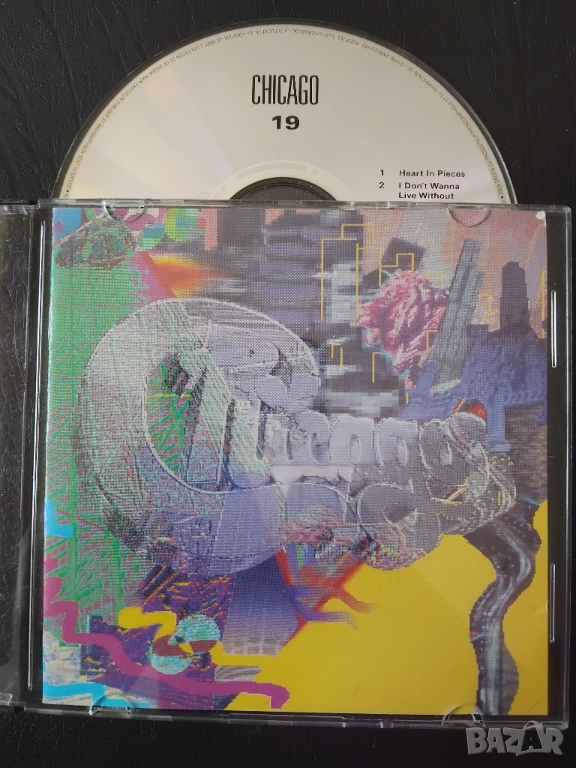 CHICAGO
19
1 Heart In Pieces
2 I Don't Wanna
Live Without
Chicago
BAZAR